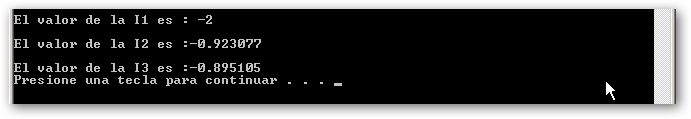 El valor de la I1 es : -2
El valor de la I2 es :-0.923077
El valor de la I3 es :-0.895105
Presione una tecla para continuar . . . _